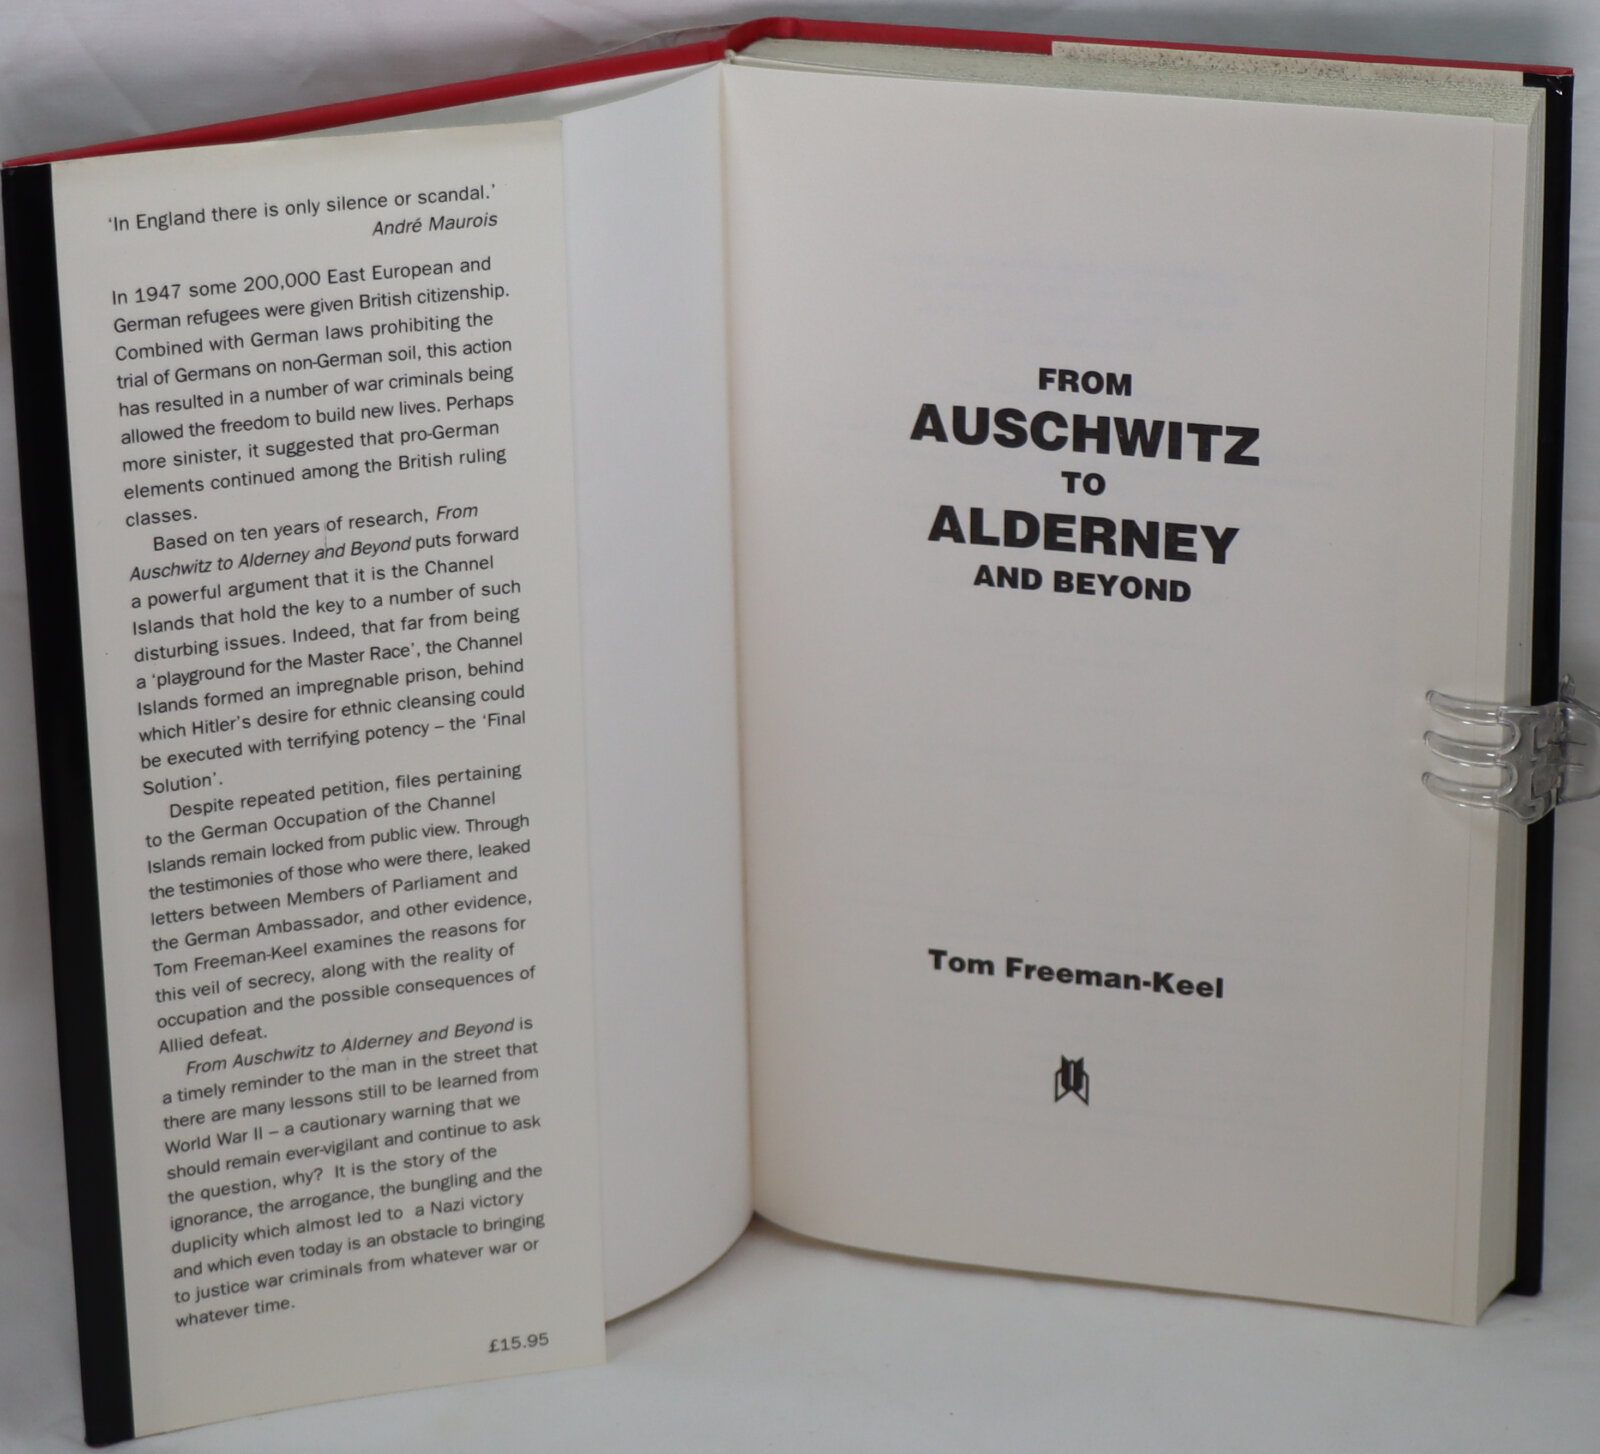 ‘In England there is only silence or scandal.’
André Maurois
In 1947 some 200,000 East European and
German refugees were given British citizenship.
Combined with German laws prohibiting the
trial of Germans on non-German soil, this action
has resulted in a number of war criminals being
allowed the freedom to build new lives. Perhaps
more sinister, it suggested that pro-German
elements continued among the British ruling
classes.
Based on ten years of research, From
Auschwitz to Alderney and Beyond puts forward
a powerful argument that it is the Channel
Islands that hold the key to a number of such
disturbing issues. Indeed, that far from being
a ‘playground for the Master Race’, the Channel
Islands formed an impregnable prison, behind
which Hitler’s desire for ethnic cleansing could
be executed with terrifying potency – the ‘Final
Solution’.
Despite repeated petition, files pertaining
to the German Occupation of the Channel
Islands remain locked from public view. Through
the testimonies of those who were there, leaked
letters between Members of Parliament and
the German Ambassador, and other evidence,
Tom Freeman-Keel examines the reasons for
this veil of secrecy, along with the reality of
occupation and the possible consequences of
Allied defeat.
From Auschwitz to Alderney and Beyond is
a timely reminder to the man in the street that
there are many lessons still to be learned from
World War II – a cautionary warning that we
should remain ever-vigilant and continue to ask
the question, why? It is the story of the
ignorance, the arrogance, the bungling and the
duplicity which almost led to a Nazi victory
and which even today is an obstacle to bringing
to justice war criminals from whatever war or
whatever time.
£15.95
FROM
AUSCHWITZ
TO
ALDERNEY
AND BEYOND
Tom Freeman-Keel